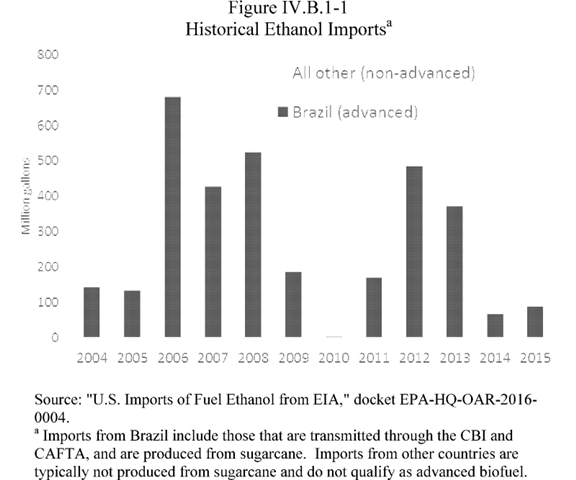 Figure IV.B.1-1
Historical Ethanol Importsa
800
All other (non-advanced)
700
Brazil (advanced)
600
500
400
300
200
100
0
Million gallons
2004 2005 2006 2007 2008 2009 2010 2011 2012 2013 2014 2015
Source: "U.S. Imports of Fuel Ethanol from EIA," docket EPA-HQ-OAR-2016-
0004.
a Imports from Brazil include those that are transmitted through the CBI and
CAFTA, and are produced from sugarcane. Imports from other countries are
typically not produced from sugarcane and do not qualify as advanced biofuel.